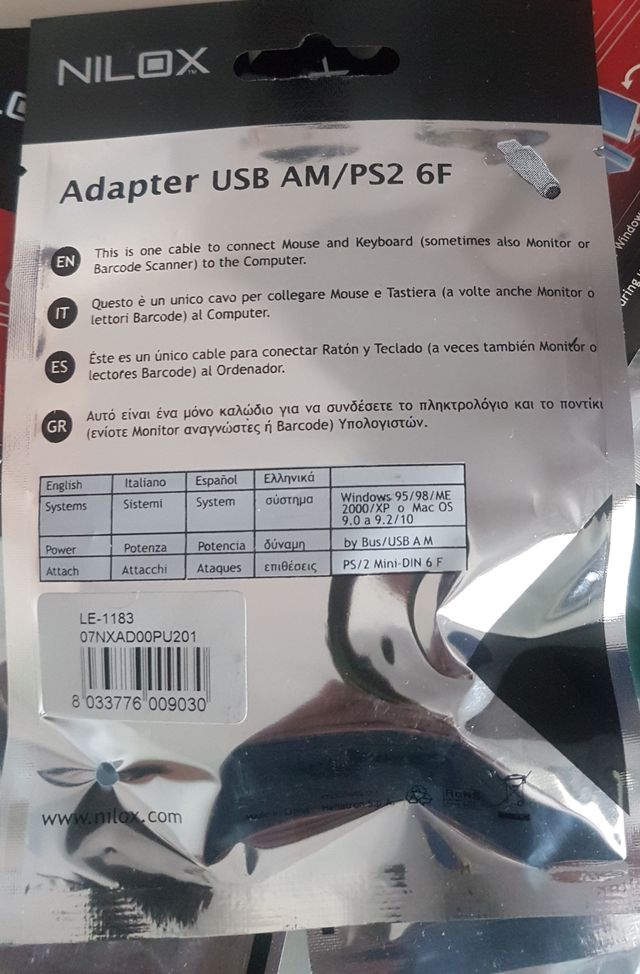 NILOX™
Adapter USB AM/PS2 6F
EN
This is one cable to connect Mouse and Keyboard (sometimes also Monitor or
Barcode Scanner) to the Computer.
IT
Questo è un unico cavo per collegare Mouse e Tastiera (a volte anche Monitor o
lettori Barcode) al Computer.
ES
Éste es un único cable para conectar Ratón y Teclado (a veces también Monitor o
lectores Barcode) al Ordenador.
GR
Αυτό είναι ένα μόνο καλώδιο για να συνδέσετε το πληκτρολόγιο και το ποντίκι
(ενίοτε Monitor αναγνώστες ή Barcode) Υπολογιστών.
English Italiano Español Ελληνικά
Systems Sistemi System σύστημα Windows 95/98/ME
2000/XP o Mac OS
9.0 a 9.2/10
Power Potenza Potencia δύναμη by Bus/USB A M
Attach Attacchi Ataques επιθέσεις PS/2 Mini-DIN 6 F
LE-1183
07NXAD00PU201
8 033776 009030
www.nilox.com
RoHS
Window
uring